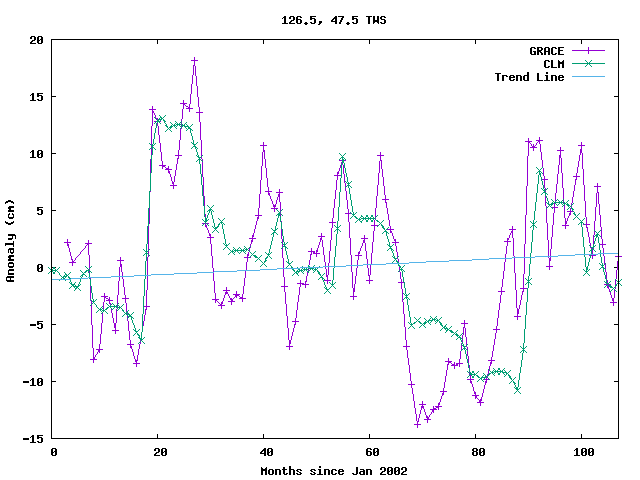 126.5, 47.5 TWS
GRACE
CLM
Trend Line
20
15
10
5
0
-5
-10
-15
Anomaly (cm)
0 20 40 60 80 100
Months since Jan 2002